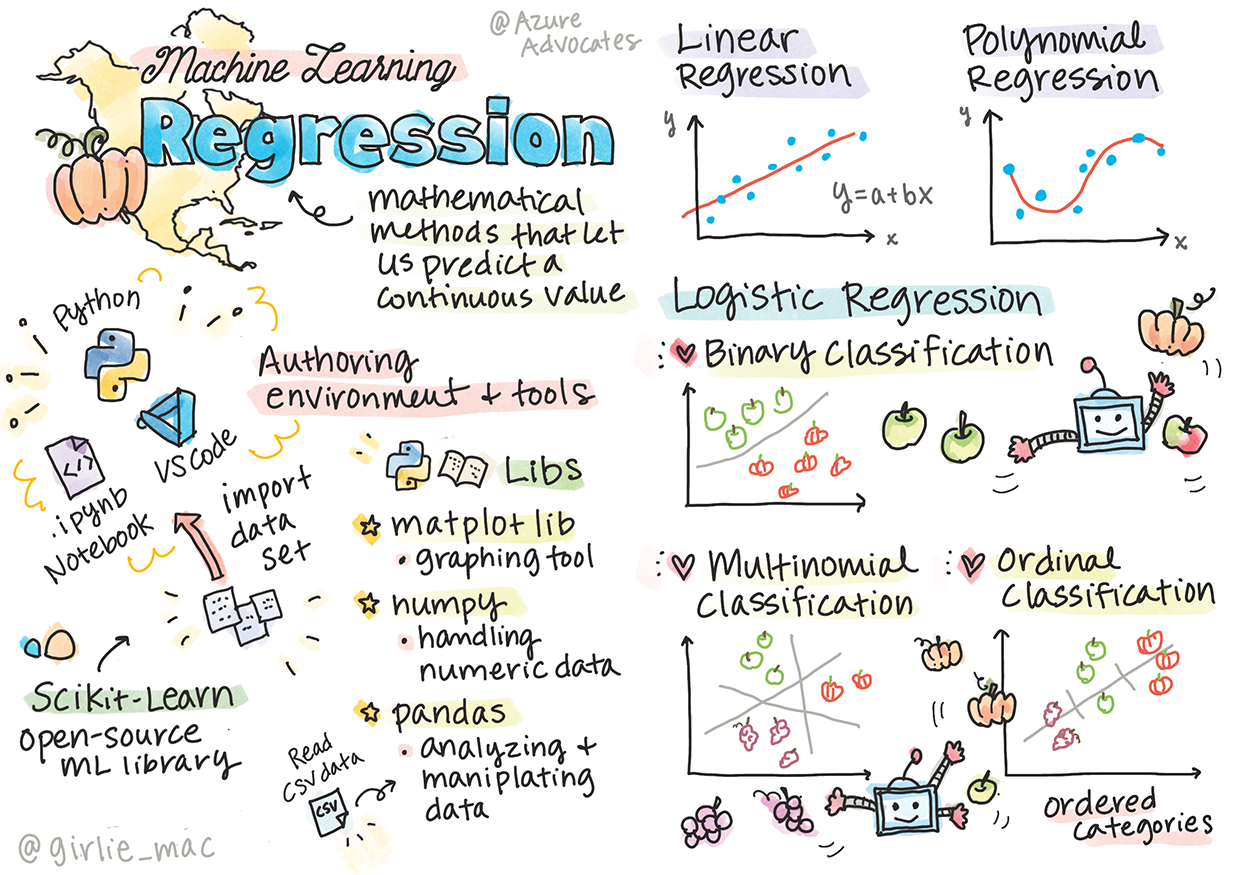 @Azure
Advocates
Machine Learning
Regression
mathematical
methods that let
us predict a
continuous value
Python
VS Code
.ipynb
Notebook
Authoring
environment + tools
import
data
set
Scikit-Learn
open-source
ML library
Libs
matplotlib
• graphing tool
numpy
• handling
numeric data
pandas
• analyzing +
maniplating
data
Read
CSV data
CSV
@girlie_mac
Linear
Regression
y
y=a+bx
x
Polynomial
Regression
y
x
Logistic Regression
Binary Classification
Multinomial
Classification
Ordinal
Classification
ordered
categories